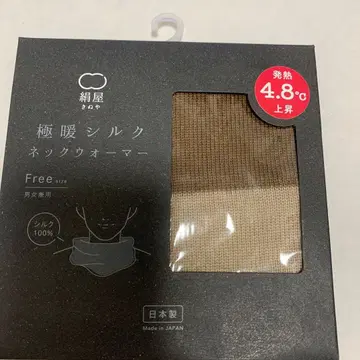 絹屋
きぬや
発熱
4.8℃
上昇
極暖シルク
ネックウォーマー
Free size
男女兼用
シルク
100%
日本製
Made in JAPAN